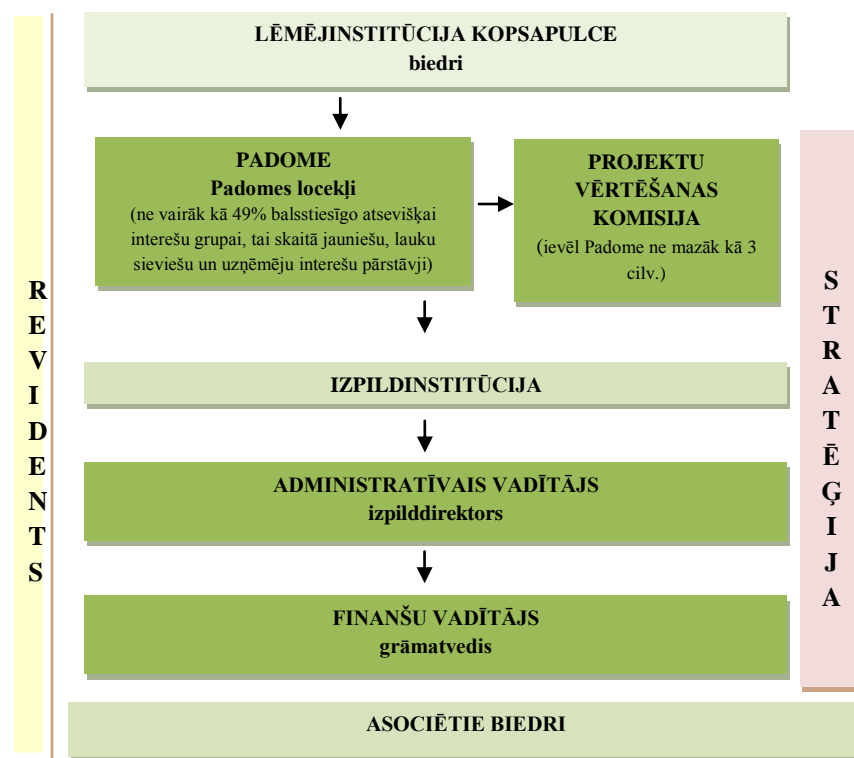 LĒMĒJINSTITŪCIJA KOPSAPULCE
biedri
PADOME
Padomes locekļi
(ne vairāk kā 49% balsstiesīgo atsevišķai
interešu grupai, tai skaitā jauniešu, lauku
sieviešu un uzņēmēju interešu pārstāvji)
PROJEKTU
VĒRTĒŠANAS
KOMISIJA
(ievēl Padome ne mazāk kā 3
cilv.)
IZPILDINSTITŪCIJA
ADMINISTRATĪVAIS VADĪTĀJS
izpilddirektors
FINANŠU VADĪTĀJS
grāmatvedis
ASOCIĒTIE BIEDRI
REVIDENTS
STRATĒĢIJA